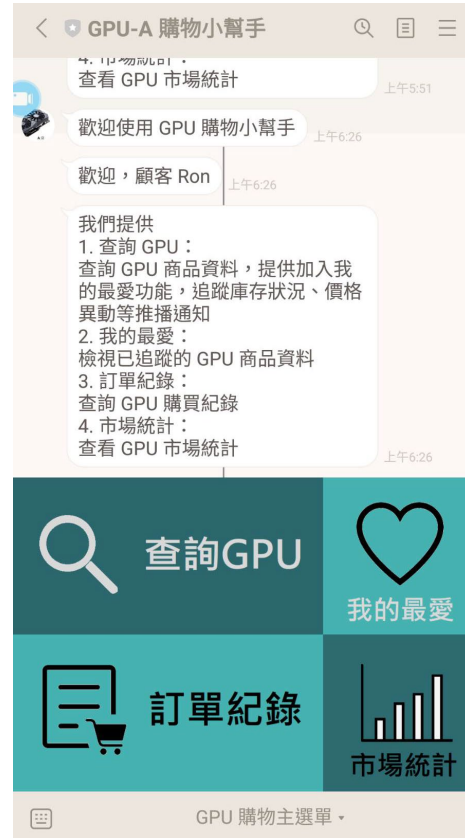 GPU-A 購物小幫手
4. 市場統計：
查看 GPU 市場統計
上午5:51
歡迎使用 GPU 購物小幫手
上午6:26
歡迎，顧客 Ron
上午6:26
我們提供
1. 查詢 GPU：
查詢 GPU 商品資料，提供加入我
的最愛功能，追蹤庫存狀況、價格
異動等推播通知
2. 我的最愛：
檢視已追蹤的 GPU 商品資料
3. 訂單紀錄：
查詢 GPU 購買紀錄
4. 市場統計：
查看 GPU 市場統計
上午6:26
查詢GPU
我的最愛
訂單紀錄
市場統計
GPU 購物主選單